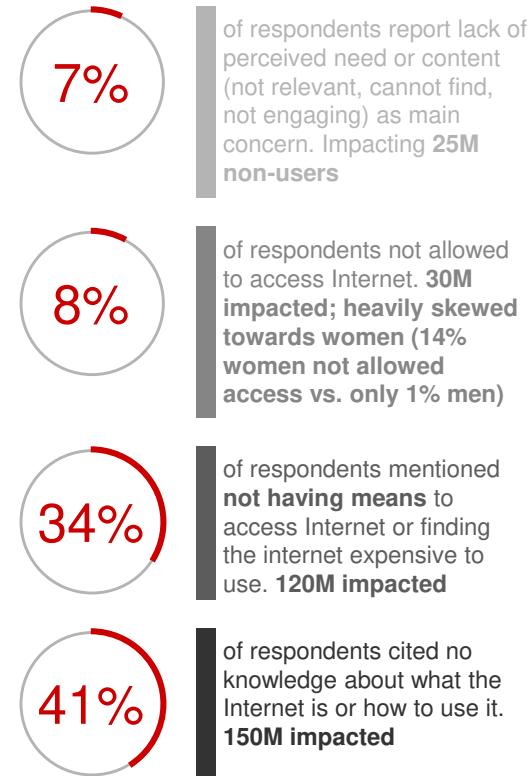 7%
of respondents report lack of
perceived need or content
(not relevant, cannot find,
not engaging) as main
concern. Impacting 25M
non-users
8%
of respondents not allowed
to access Internet. 30M
impacted; heavily skewed
towards women (14%
women not allowed
access vs. only 1% men)
34%
of respondents mentioned
not having means to
access Internet or finding
the internet expensive to
use. 120M impacted
41%
of respondents cited no
knowledge about what the
Internet is or how to use it.
150M impacted